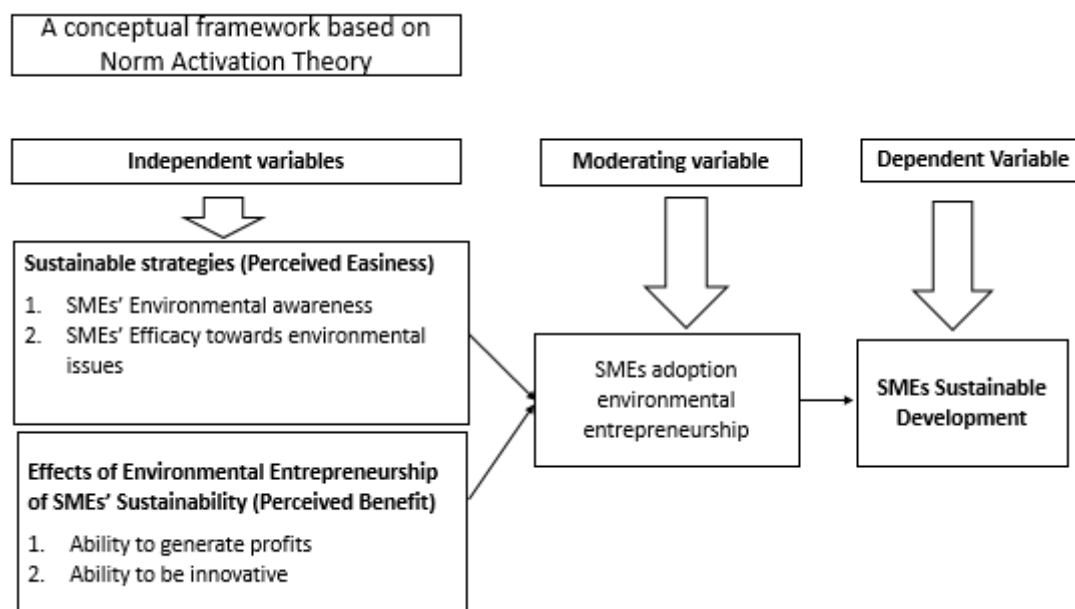 A conceptual framework based on
Norm Activation Theory
Independent variables
Moderating variable
Dependent Variable
Sustainable strategies (Perceived Easiness)
1. SMEs’ Environmental awareness
2. SMEs’ Efficacy towards environmental
issues
SMEs adoption
environmental
entrepreneurship
SMEs Sustainable
Development
Effects of Environmental Entrepreneurship
of SMEs’ Sustainability (Perceived Benefit)
1. Ability to generate profits
2. Ability to be innovative